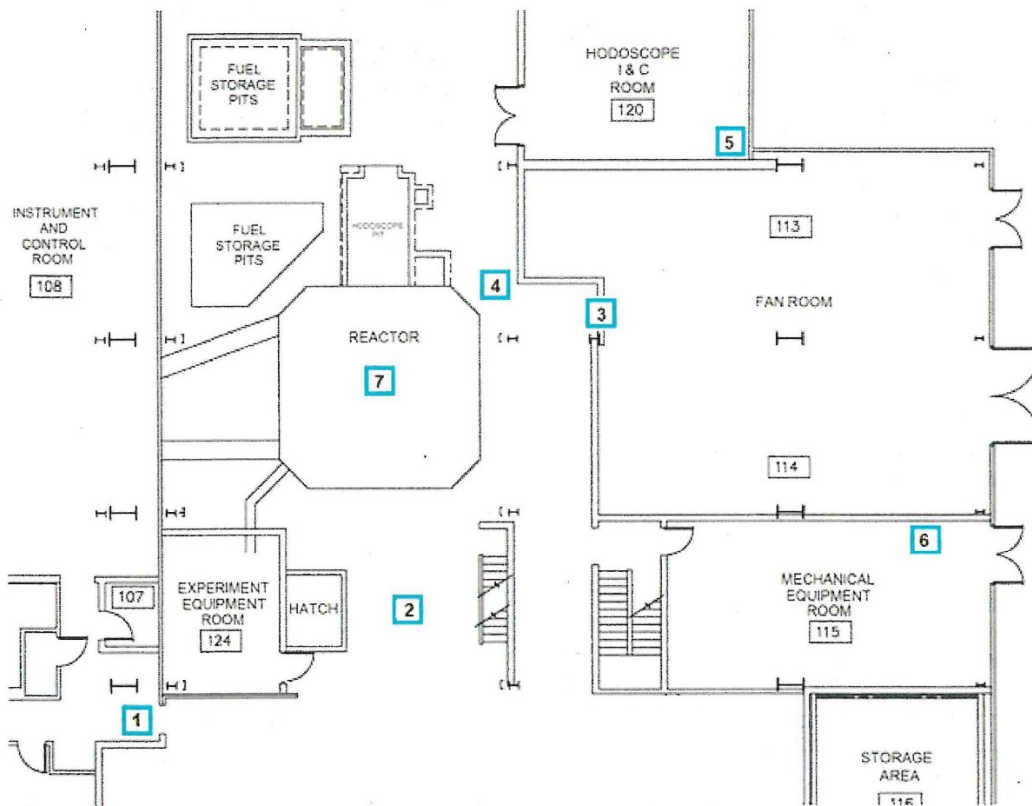 FUEL
STORAGE
PITS
HODOSCOPE
I & C
ROOM
120
5
INSTRUMENT
AND
CONTROL
ROOM
108
HODOSCOPE
PIT
FUEL
STORAGE
PITS
113
4
3
FAN ROOM
REACTOR
7
114
6
107
EXPERIMENT
EQUIPMENT
ROOM
124
HATCH
2
MECHANICAL
EQUIPMENT
ROOM
115
1
STORAGE
AREA
116